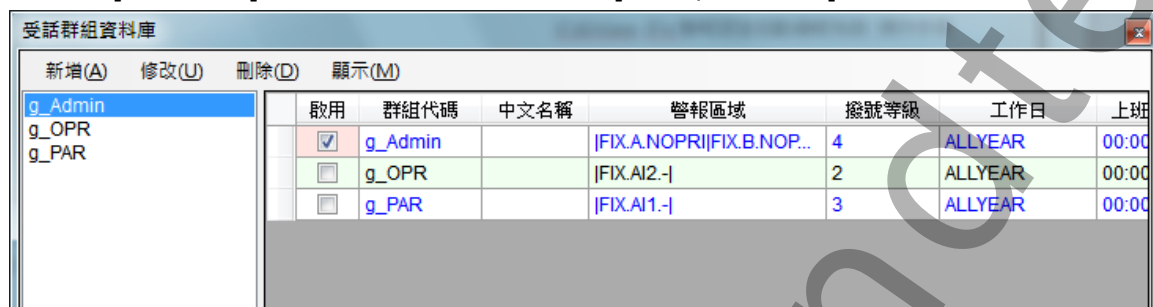 受話群組資料庫
新增(A) 修改(U) 刪除(D) 顯示(M)
g_Admin
g_OPR
g_PAR
啟用 群組代碼 中文名稱 警報區域 撥號等級 工作日 上班
g_Admin |FIX.A.NOPRI|FIX.B.NOP... 4 ALLYEAR 00:00
g_OPR |FIX.AI2.-| 2 ALLYEAR 00:00
g_PAR |FIX.AI1.-| 3 ALLYEAR 00:00